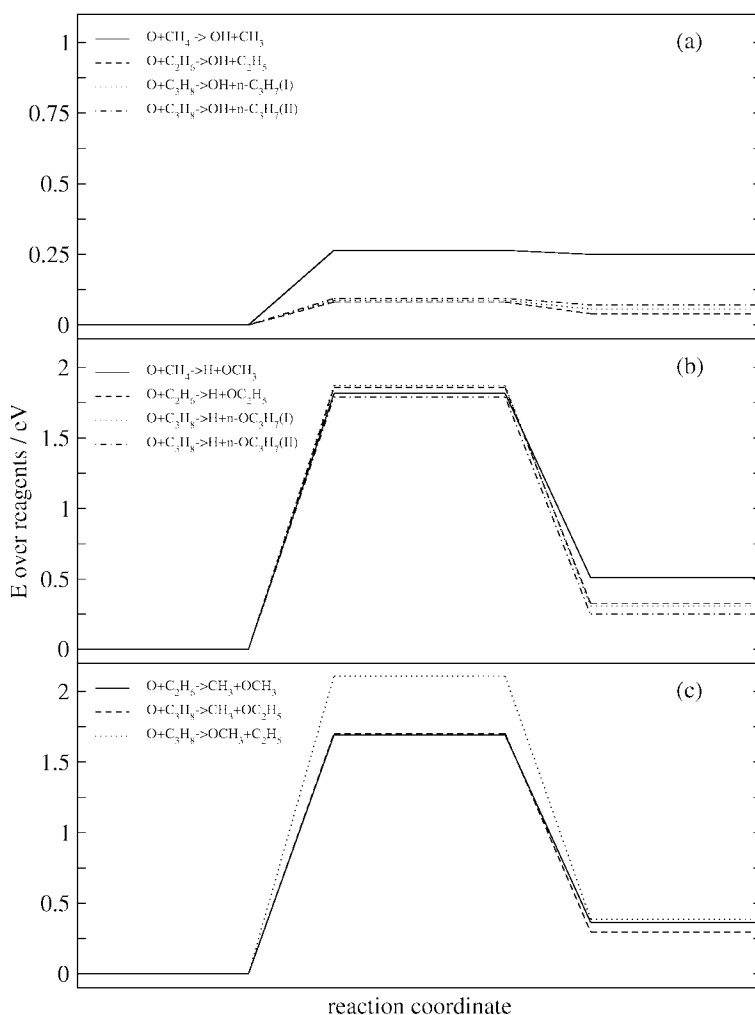 E over reagents / eV
1
0.75
0.5
0.25
0
O+CH₄ -> OH+CH₃
O+C₂H₆->OH+C₂H₅
O+C₃H₈->OH+n-C₃H₇(I)
O+C₃H₈->OH+n-C₃H₇(II)
(a)
2
1.5
1
0.5
0
O+CH₄->H+OCH₃
O+C₂H₆->H+OC₂H₅
O+C₃H₈->H+n-OC₃H₇(I)
O+C₃H₈->H+n-OC₃H₇(II)
(b)
2
1.5
1
0.5
0
O+C₂H₆->CH₃+OCH₃
O+C₃H₈->CH₃+OC₂H₅
O+C₃H₈->OCH₃+C₂H₅
(c)
reaction coordinate